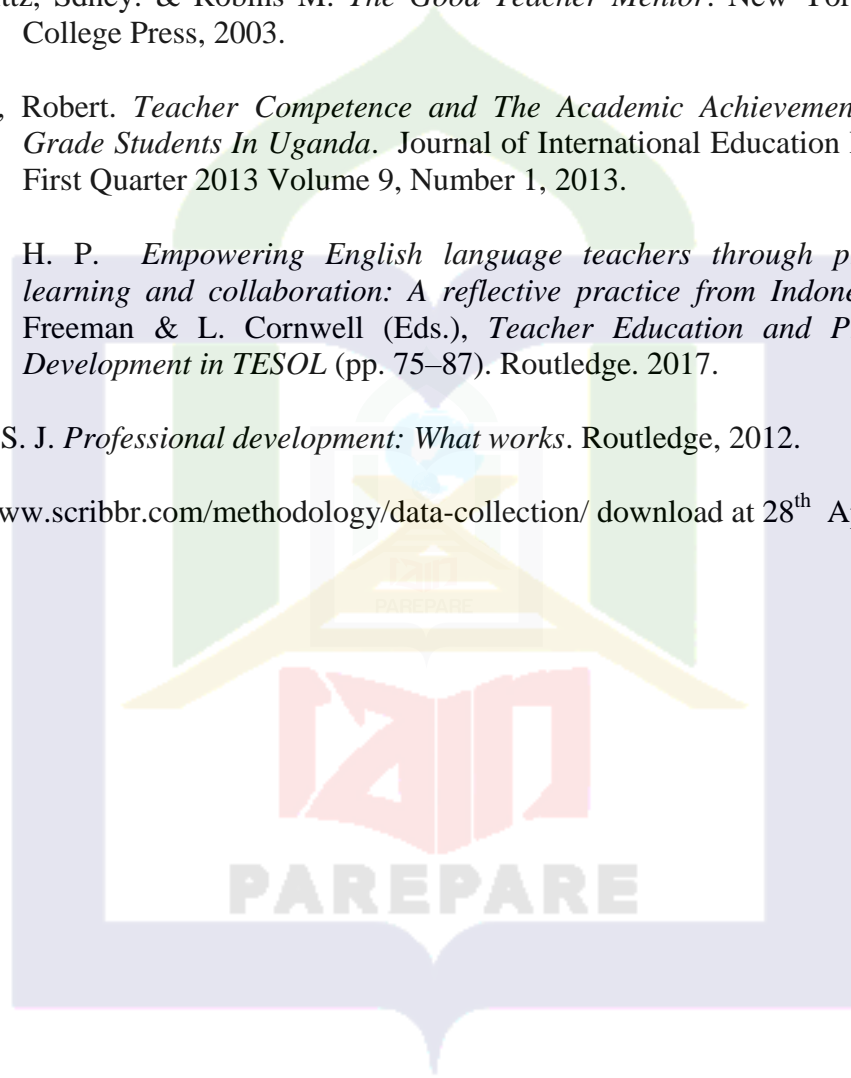 Sdney. & Robins M. The Good Teacher Mentor. New
College Press, 2003.
, Robert. Teacher Competence and The Academic Achievement
Grade Students In Uganda. Journal of International Education
First Quarter 2013 Volume 9, Number 1, 2013.
H. P. Empowering English language teachers through p
learning and collaboration: A reflective practice from Indone
Freeman & L. Cornwell (Eds.), Teacher Education and P
Development in TESOL (pp. 75–87). Routledge. 2017.
S. J. Professional development: What works. Routledge, 2012.
ww.scribbr.com/methodology/data-collection/ download at 28th A
PAREPARE
iain
PAREPARE